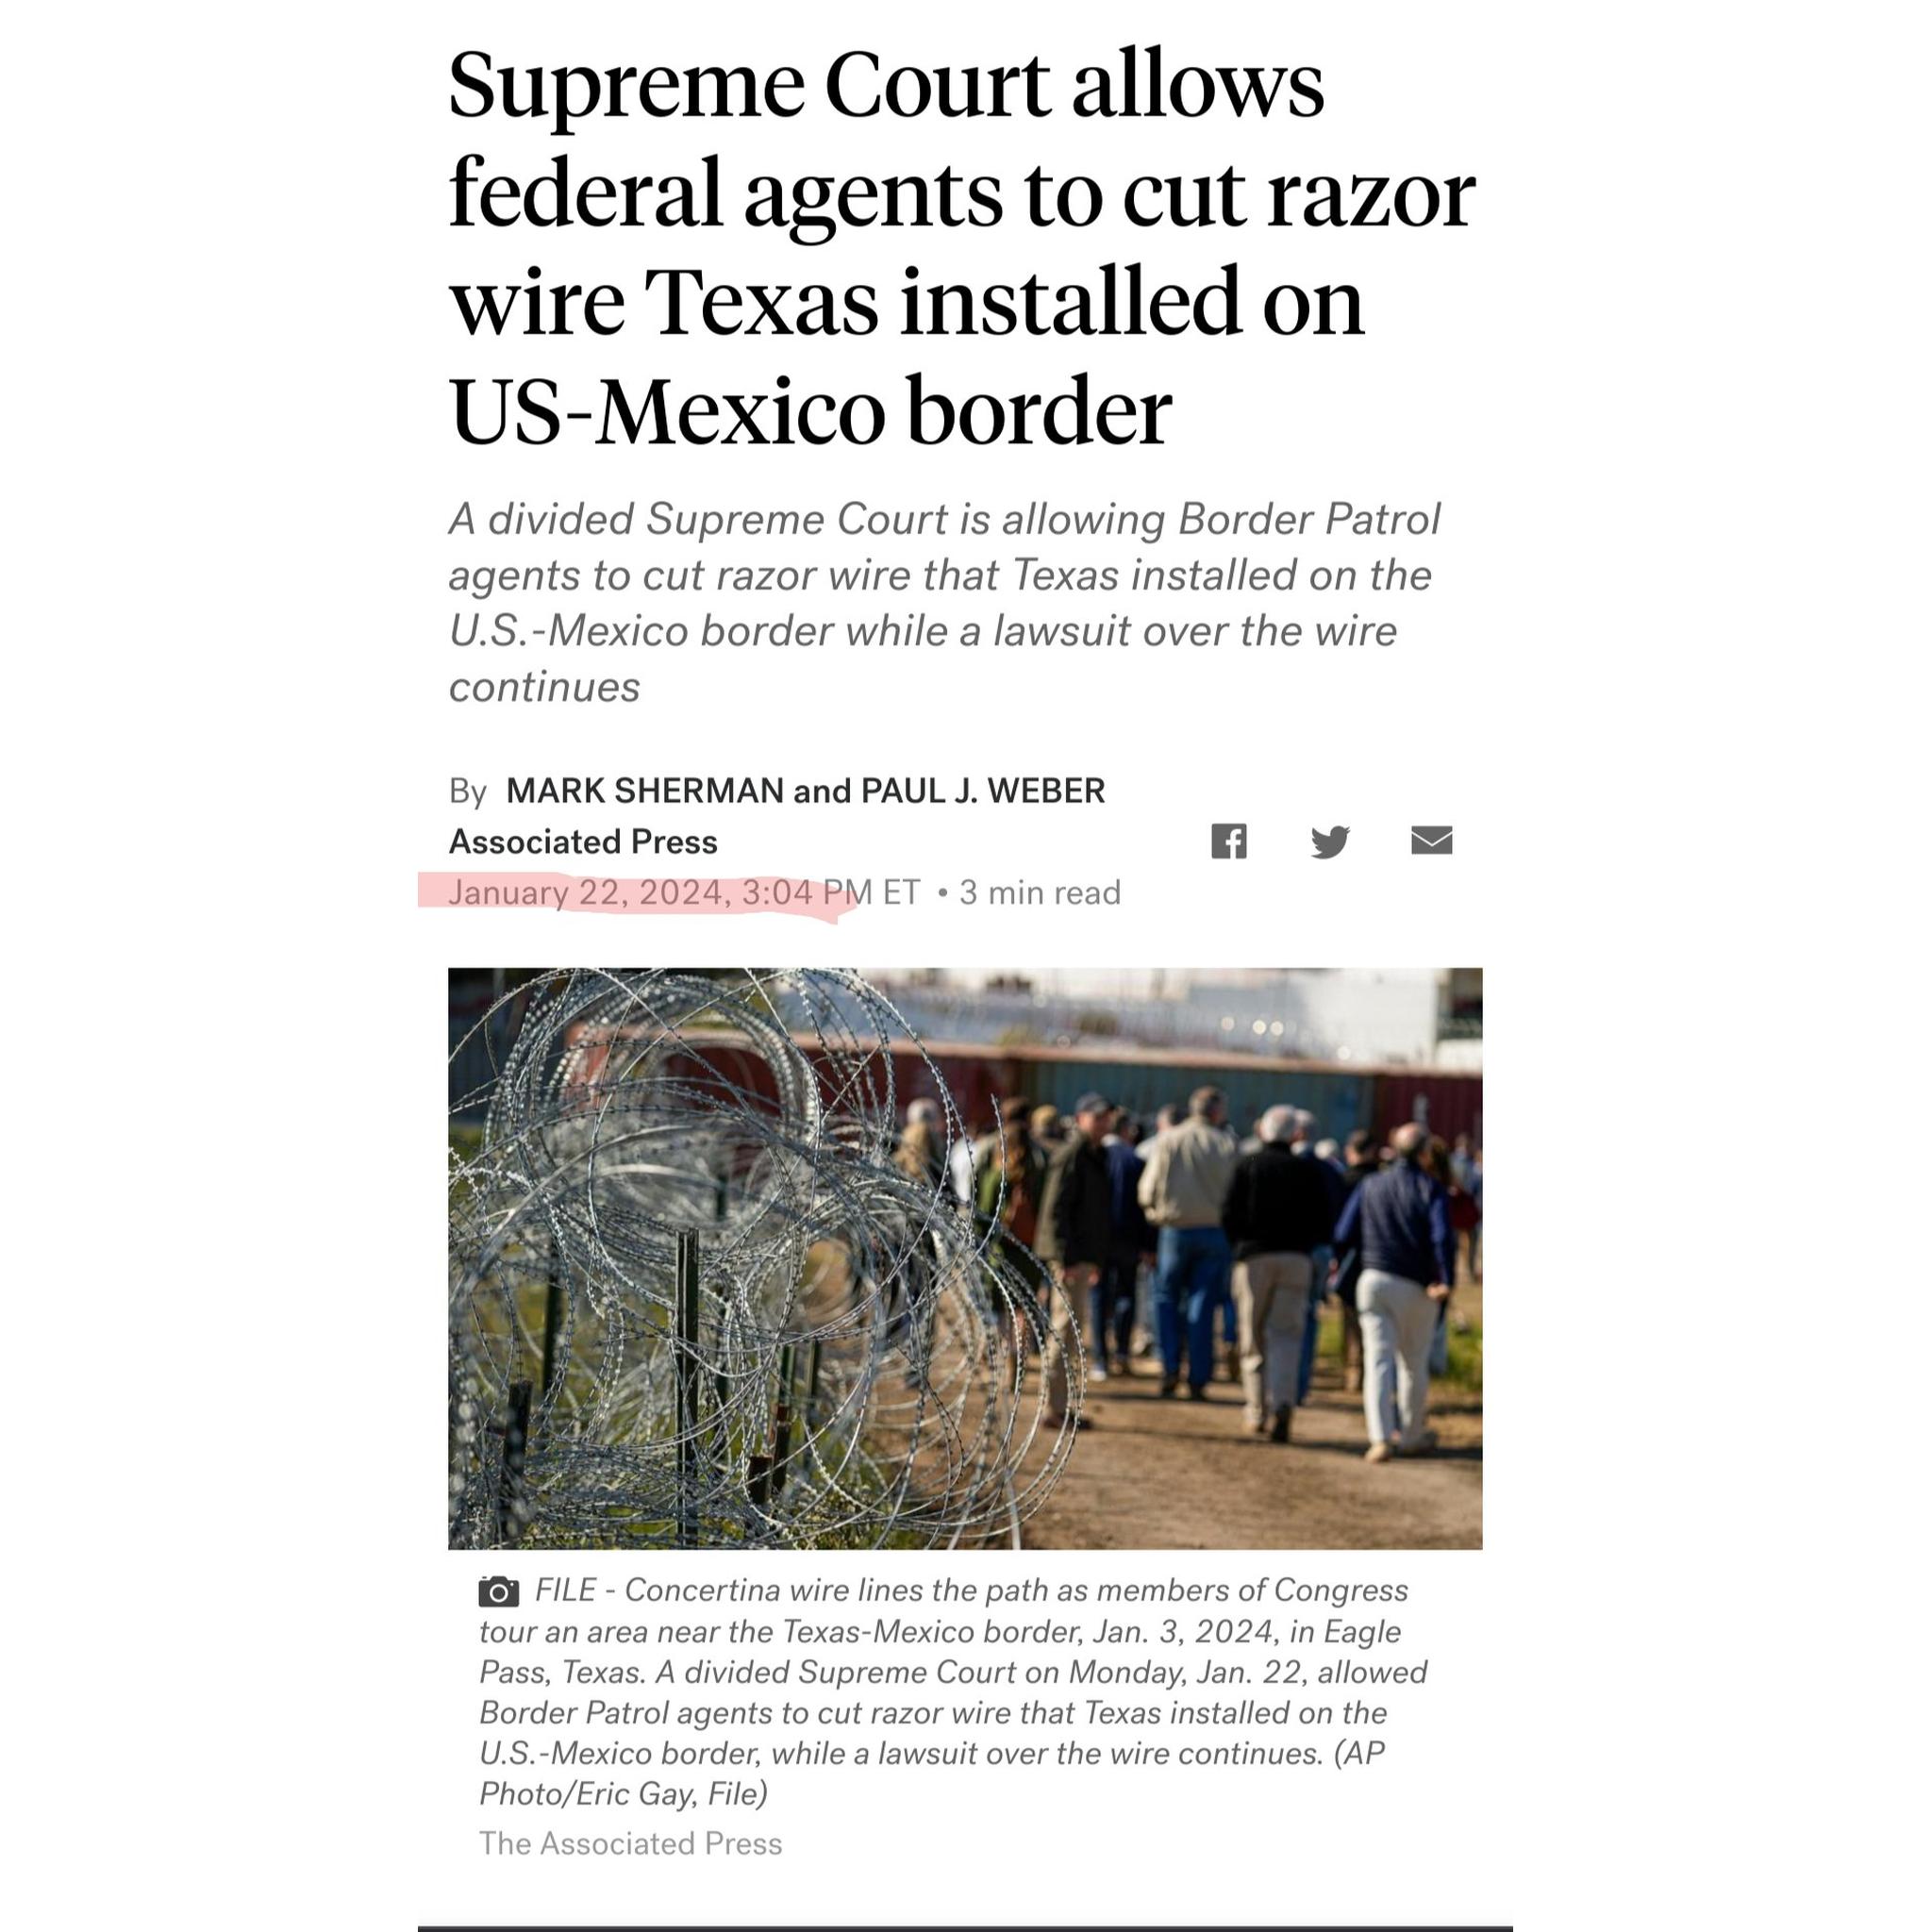 Supreme Court allows
federal agents to cut razor
wire Texas installed on
US-Mexico border
A divided Supreme Court is allowing Border Patrol
agents to cut razor wire that Texas installed on the
U.S.-Mexico border while a lawsuit over the wire
continues
By MARK SHERMAN and PAUL J. WEBER
Associated Press
January 22, 2024, 3:04 PM ET • 3 min read
FILE - Concertina wire lines the path as members of Congress
tour an area near the Texas-Mexico border, Jan. 3, 2024, in Eagle
Pass, Texas. A divided Supreme Court on Monday, Jan. 22, allowed
Border Patrol agents to cut razor wire that Texas installed on the
U.S.-Mexico border, while a lawsuit over the wire continues. (AP
Photo/Eric Gay, File)
The Associated Press